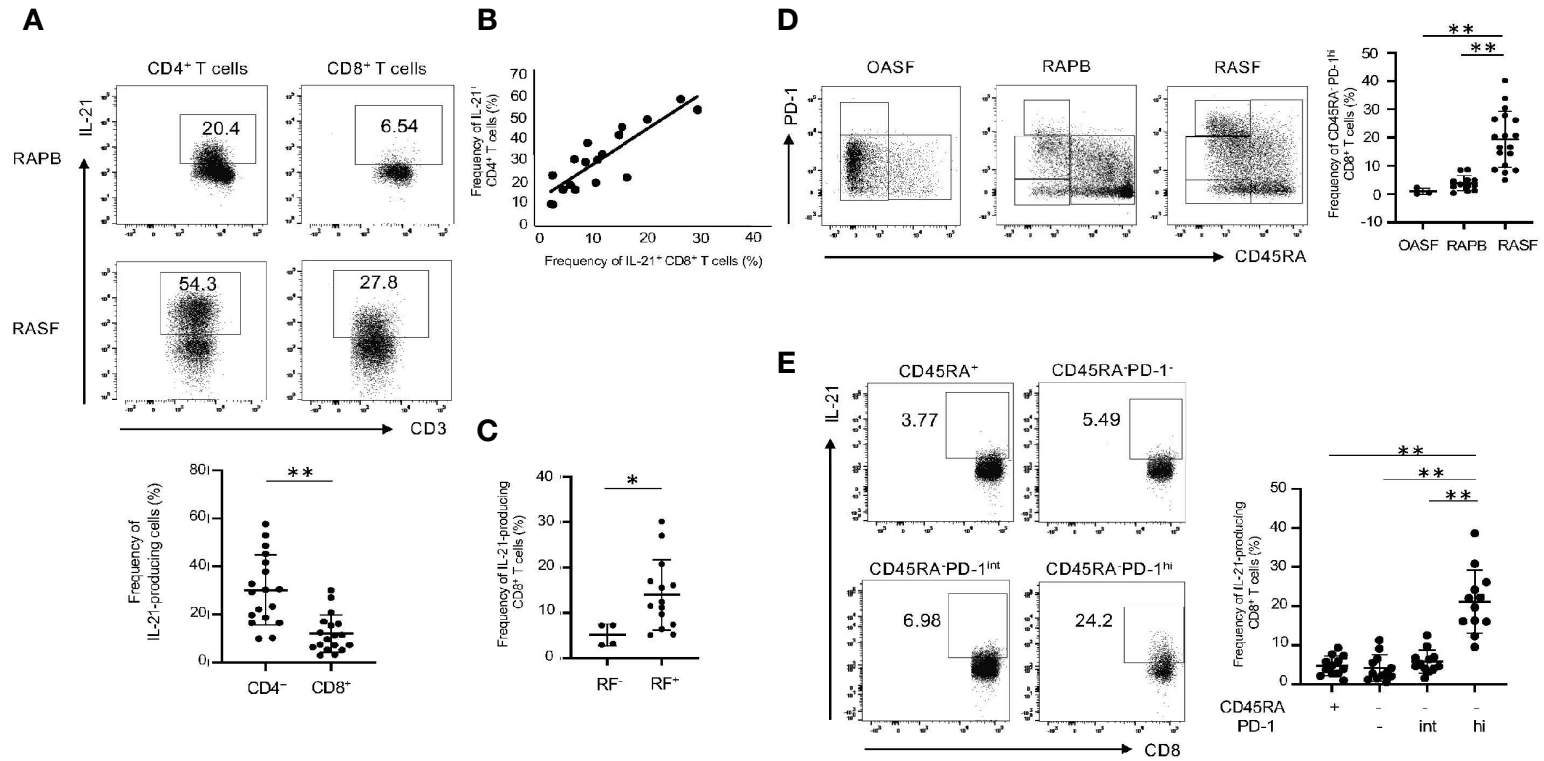 A
CD4⁺ T cells
CD8⁺ T cells
IL-21
RAPB
20.4
6.54
RASF
54.3
27.8
CD3
Frequency of
IL-21-producing cells (%)
80
60
40
20
0
**
CD4⁺
CD8⁺
B
Frequency of IL-21⁺
CD4⁺ T cells (%)
70
60
50
40
30
20
10
0
0 10 20 30 40
Frequency of IL-21⁺ CD8⁺ T cells (%)
C
Frequency of IL-21-producing
CD8⁺ T cells (%)
40
30
20
10
0
*
RF⁻
RF⁺
D
OASF
RAPB
RASF
PD-1
CD45RA
Frequency of CD45RA⁻PD-1ʰⁱ
CD8⁺ T cells (%)
50
40
30
20
10
0
-10
**
**
OASF RAPB RASF
E
IL-21
CD45RA⁺
CD45RA⁻PD-1⁻
3.77
5.49
CD45RA⁻PD-1ⁱⁿᵗ
CD45RA⁻PD-1ʰⁱ
6.98
24.2
CD8
Frequency of IL-21-producing
CD8⁺ T cells (%)
50
40
30
20
10
0
**
**
**
CD45RA + - - -
PD-1 - int hi